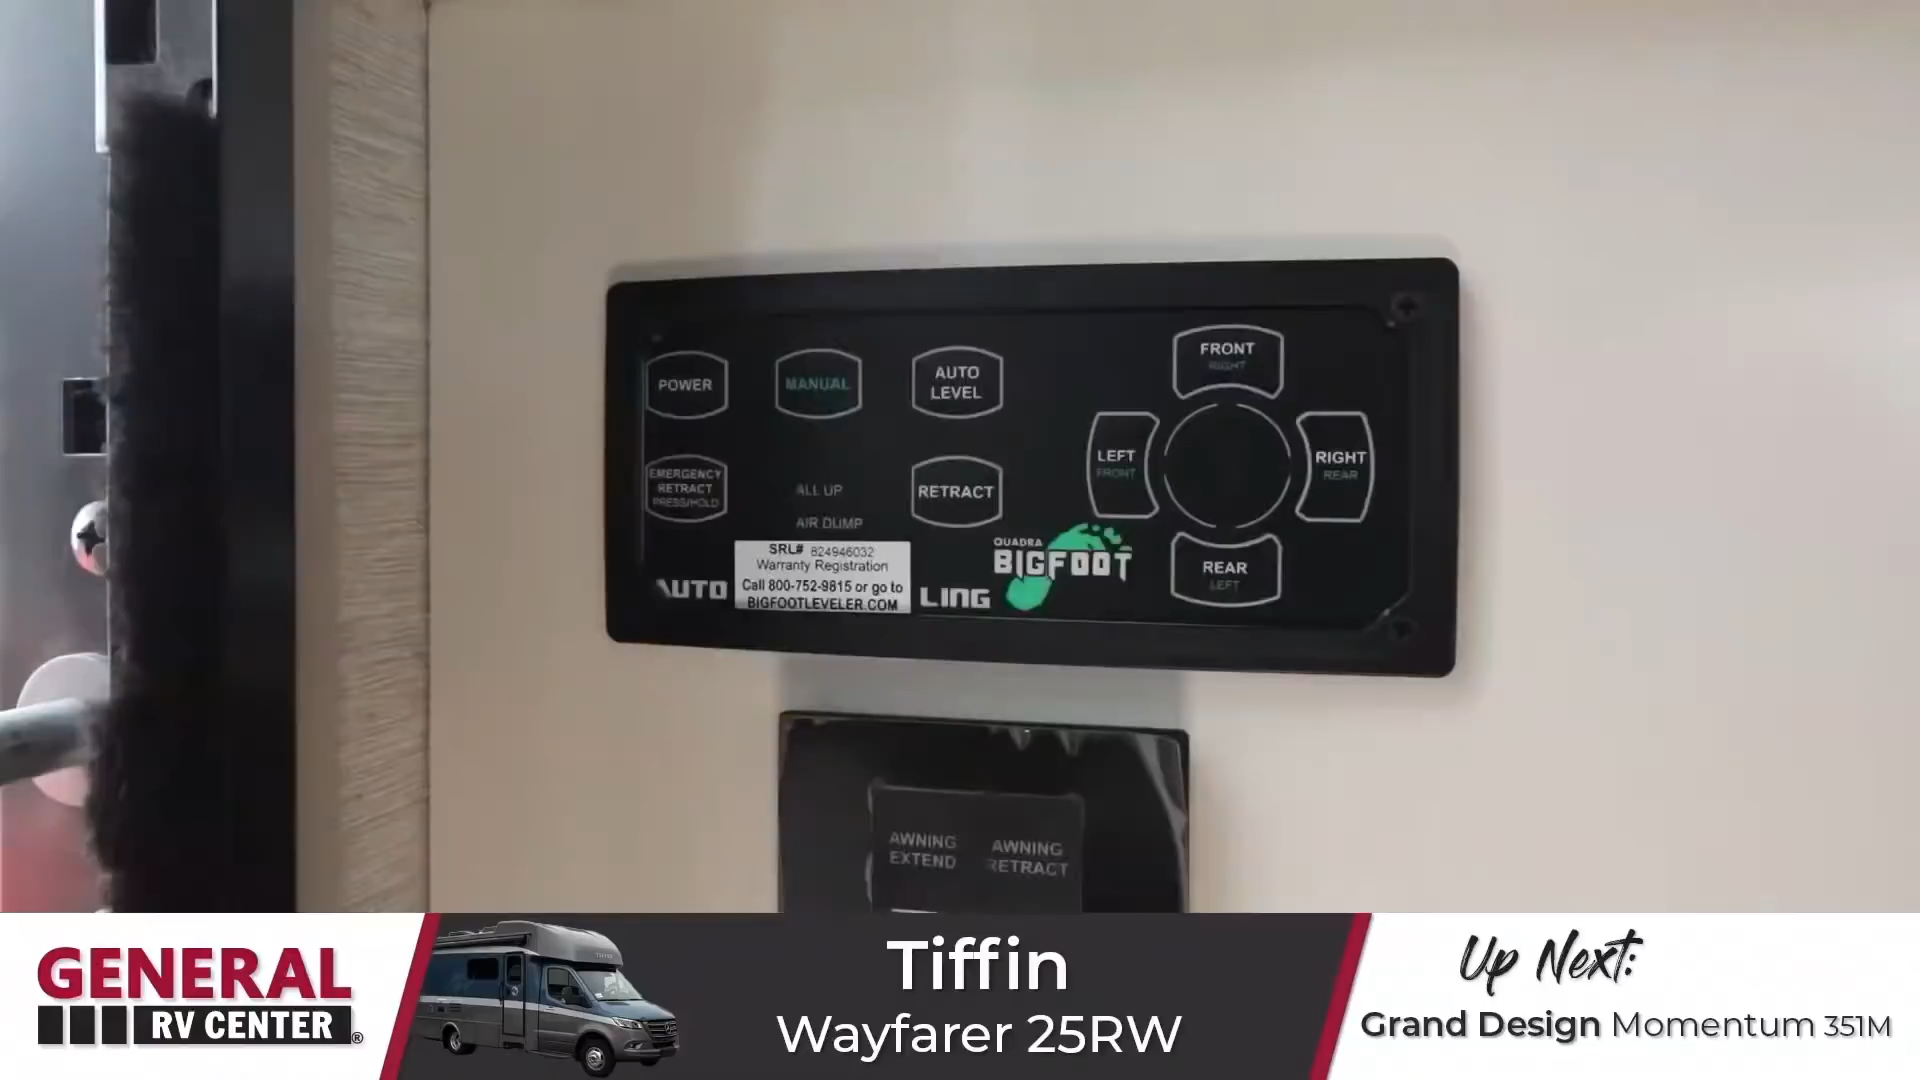 POWER
MANUAL
AUTO
LEVEL
EMERGENCY
RETRACT
PRESS/HOLD
ALL UP
AIR DUMP
RETRACT
FRONT
RIGHT
LEFT
FRONT
RIGHT
REAR
REAR
LEFT
QUADRA
BIGFOOT
SRL# 824946032
Warranty Registration
Call 800-752-9815 or go to
BIGFOOTLEVELER.COM
AUTO
LING
AWNING
EXTEND
AWNING
RETRACT
GENERAL
RV CENTER®
Tiffin
Wayfarer 25RW
Up Next:
Grand Design Momentum 351M